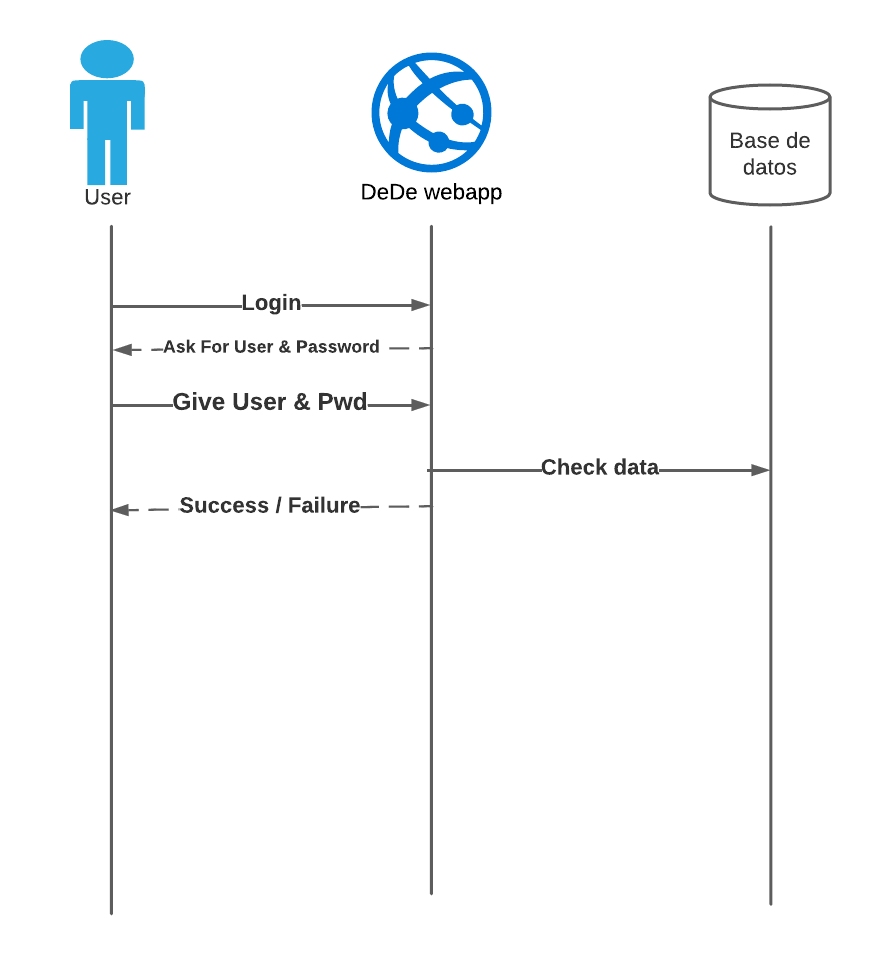 User
DeDe webapp
Base de
datos
Login
Ask For User & Password
Give User & Pwd
Check data
Success / Failure